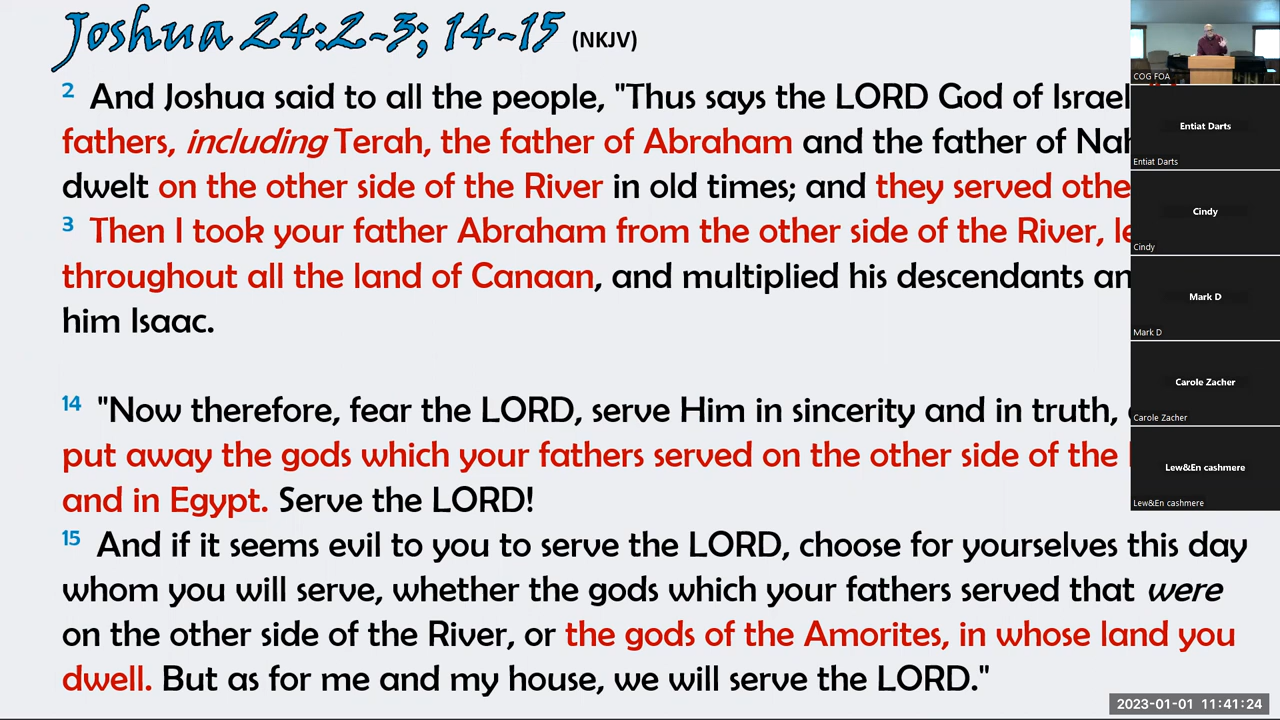 Joshua 24:2-3; 14-15 (NKJV)
2 And Joshua said to all the people, "Thus says the LORD God of Israel
fathers, including Terah, the father of Abraham and the father of
dwelt on the other side of the River in old times; and they served
3 Then I took your father Abraham from the other side of the River,
throughout all the land of Canaan, and multiplied his descendants
him Isaac.
14 "Now therefore, fear the LORD, serve Him in sincerity and in truth,
put away the gods which your fathers served on the other side of the
and in Egypt. Serve the LORD!
15 And if it seems evil to you to serve the LORD, choose for yourselves this day
whom you will serve, whether the gods which your fathers served that were
on the other side of the River, or the gods of the Amorites, in whose land you
dwell. But as for me and my house, we will serve the LORD."
COG FOA
Entiat Darts
Entiat Darts
Cindy
Cindy
Mark D
Mark D
Carole Zacher
Carole Zacher
Lew&En cashmere
Lew&En cashmere
2023-01-01 11:41:24